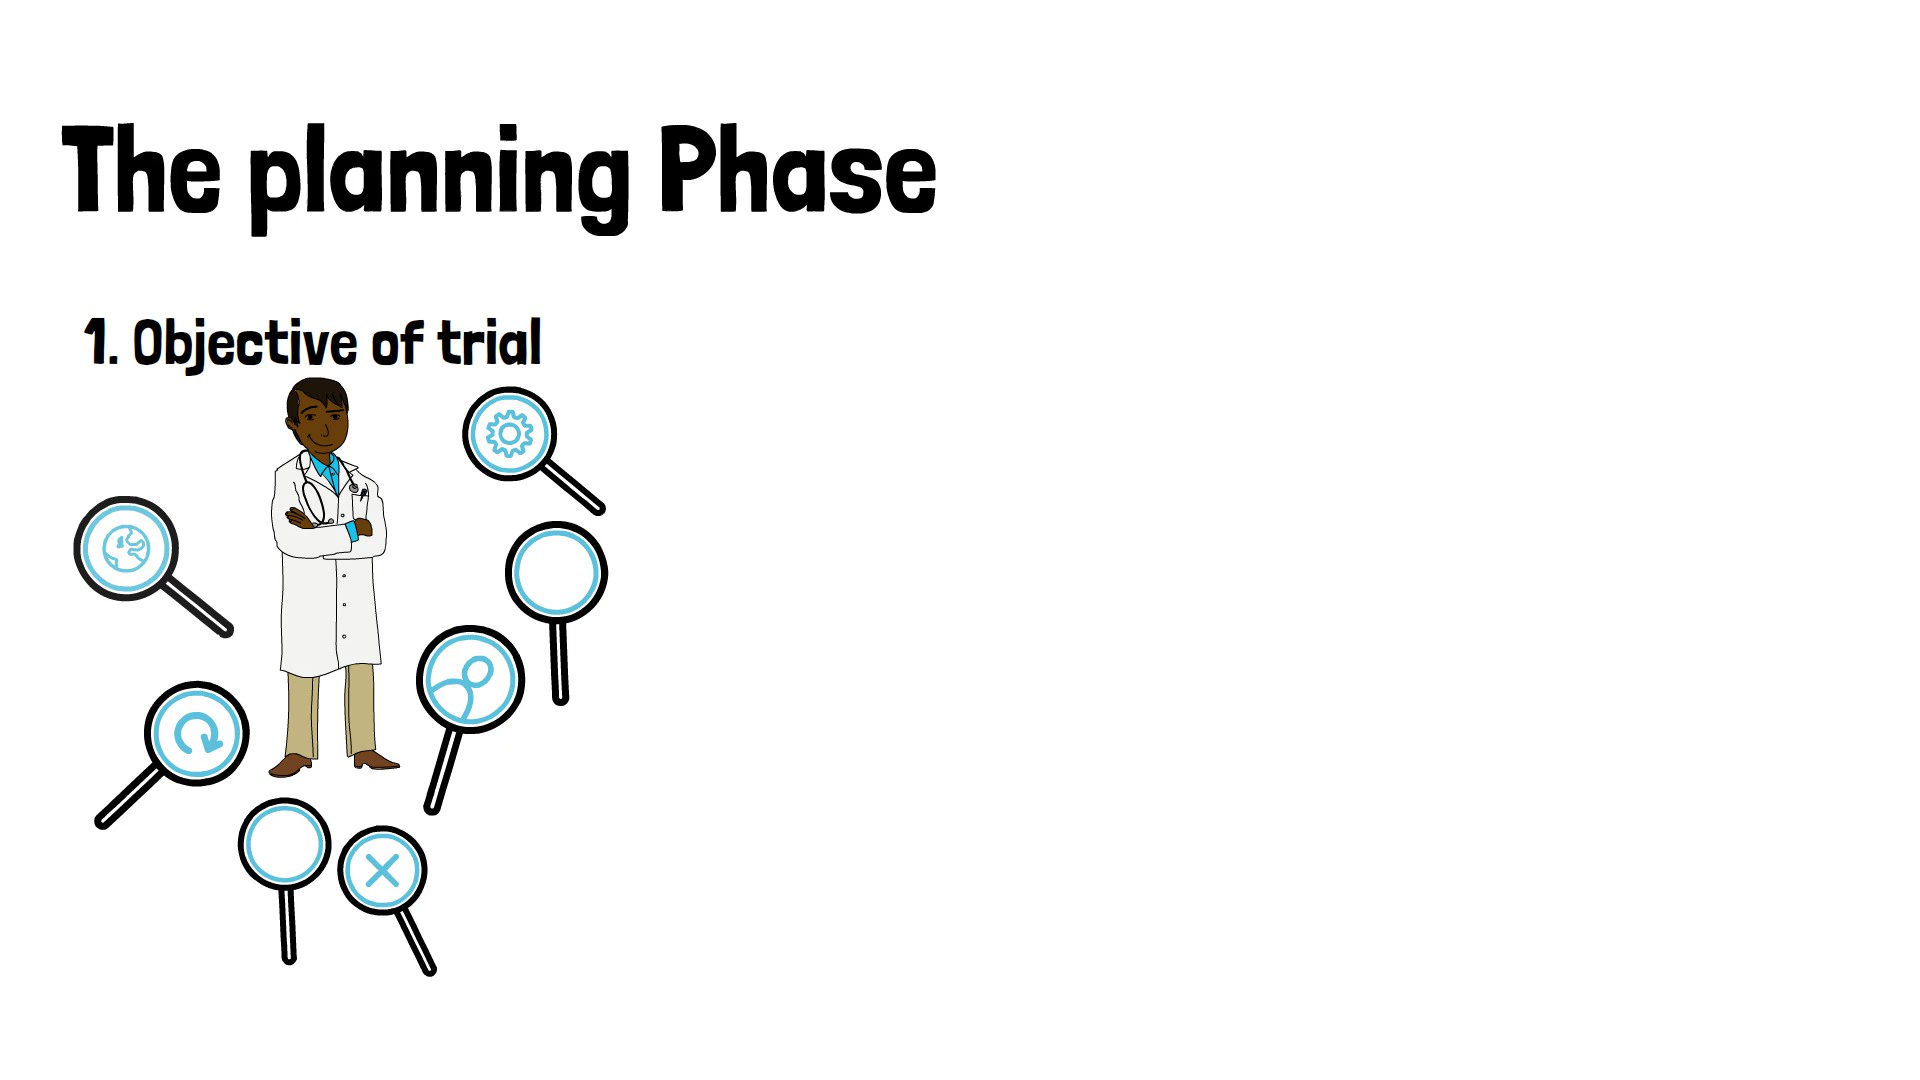 The planning Phase
1. Objective of trial